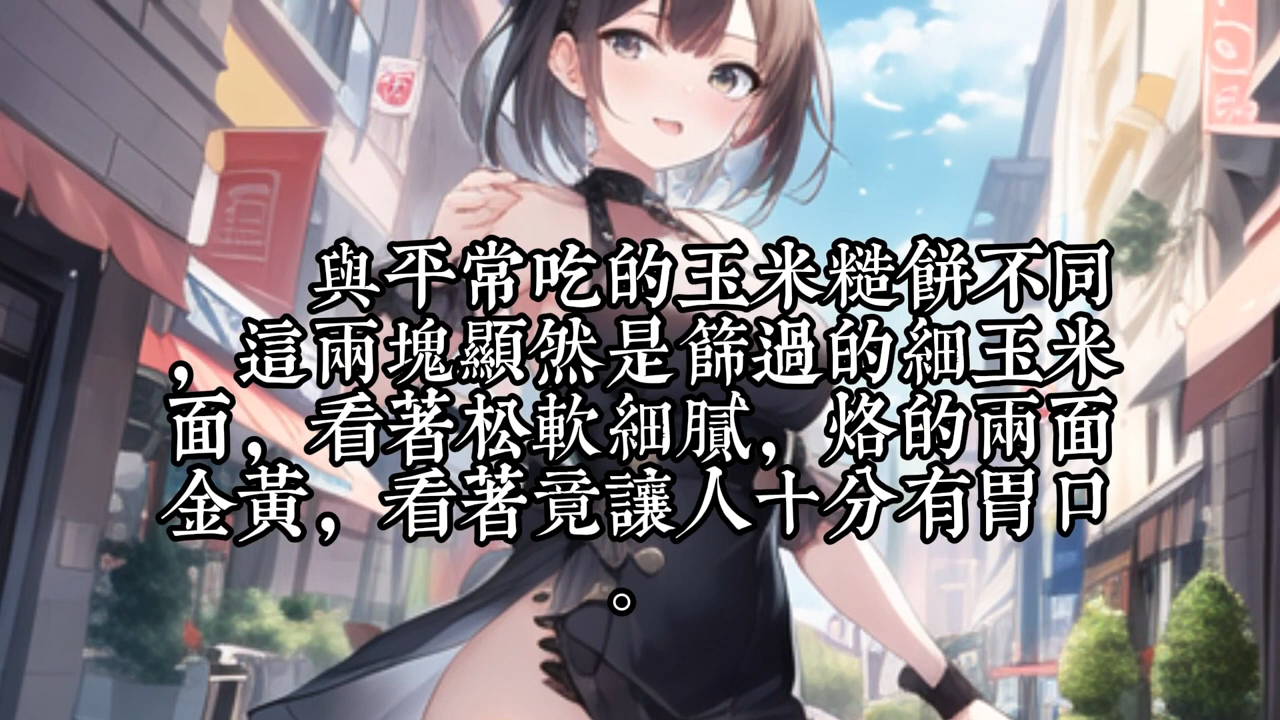 與平常吃的玉米糙餅不同
，這兩塊顯然是篩過的細玉米
面，看著松軟細膩，烙的兩面
金黃，看著竟讓人十分有胃口
。